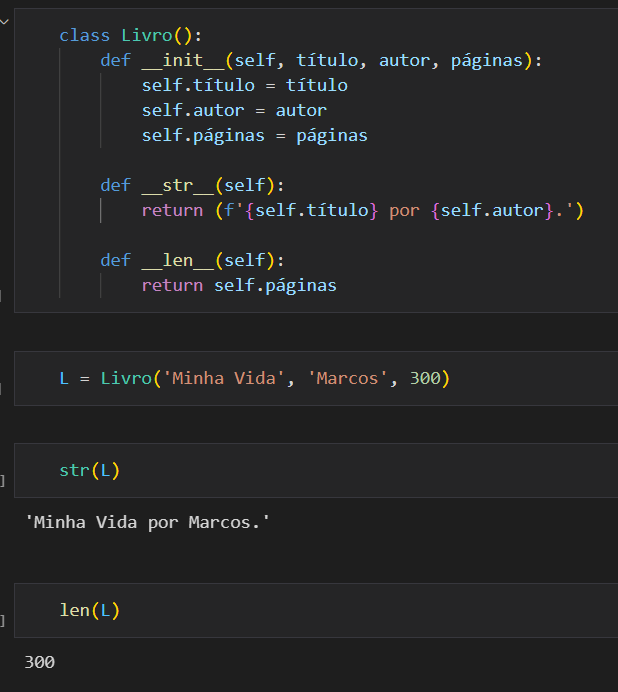 class Livro():
    def __init__(self, título, autor, páginas):
        self.título = título
        self.autor = autor
        self.páginas = páginas
    def __str__(self):
        return (f'{self.título} por {self.autor}.')
    def __len__(self):
        return self.páginas
L = Livro('Minha Vida', 'Marcos', 300)
]
str(L)
'Minha Vida por Marcos.'
]
len(L)
300